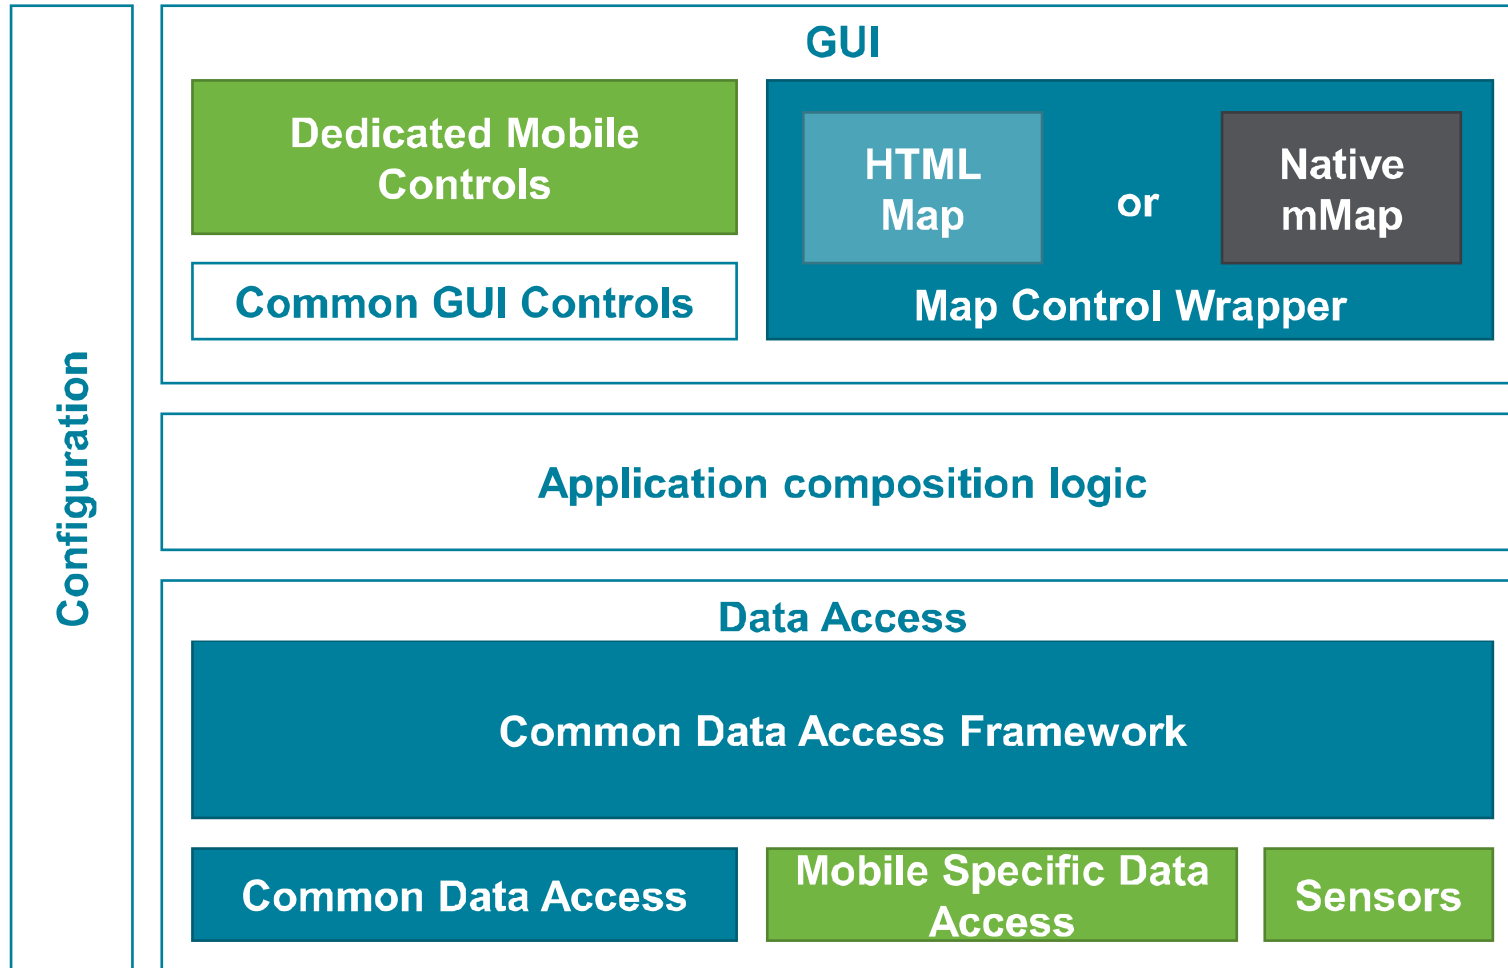 Configuration
GUI
Dedicated Mobile
Controls
Common GUI Controls
HTML
Map
or
Native
mMap
Map Control Wrapper
Application composition logic
Data Access
Common Data Access Framework
Common Data Access
Mobile Specific Data
Access
Sensors